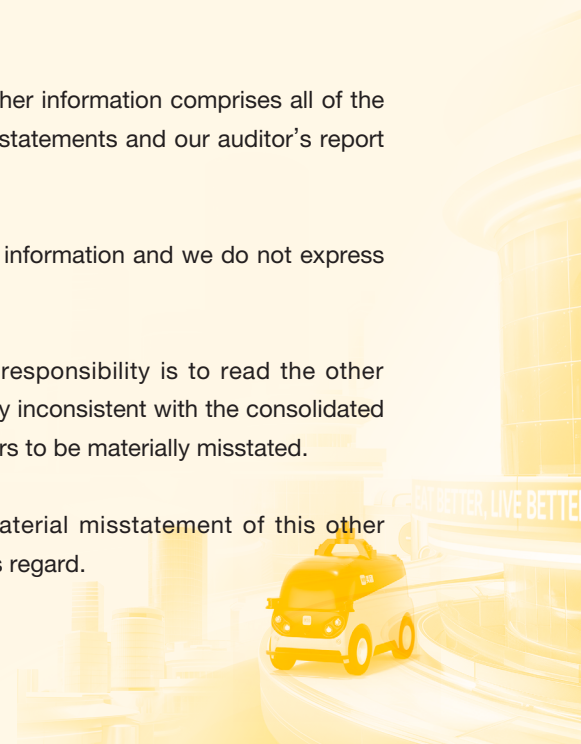 her information comprises all of the
statements and our auditor's report
information and we do not express
responsibility is to read the other
y inconsistent with the consolidated
rs to be materially misstated.
aterial misstatement of this other
s regard.
EAT BETTER, LIVE BETTER